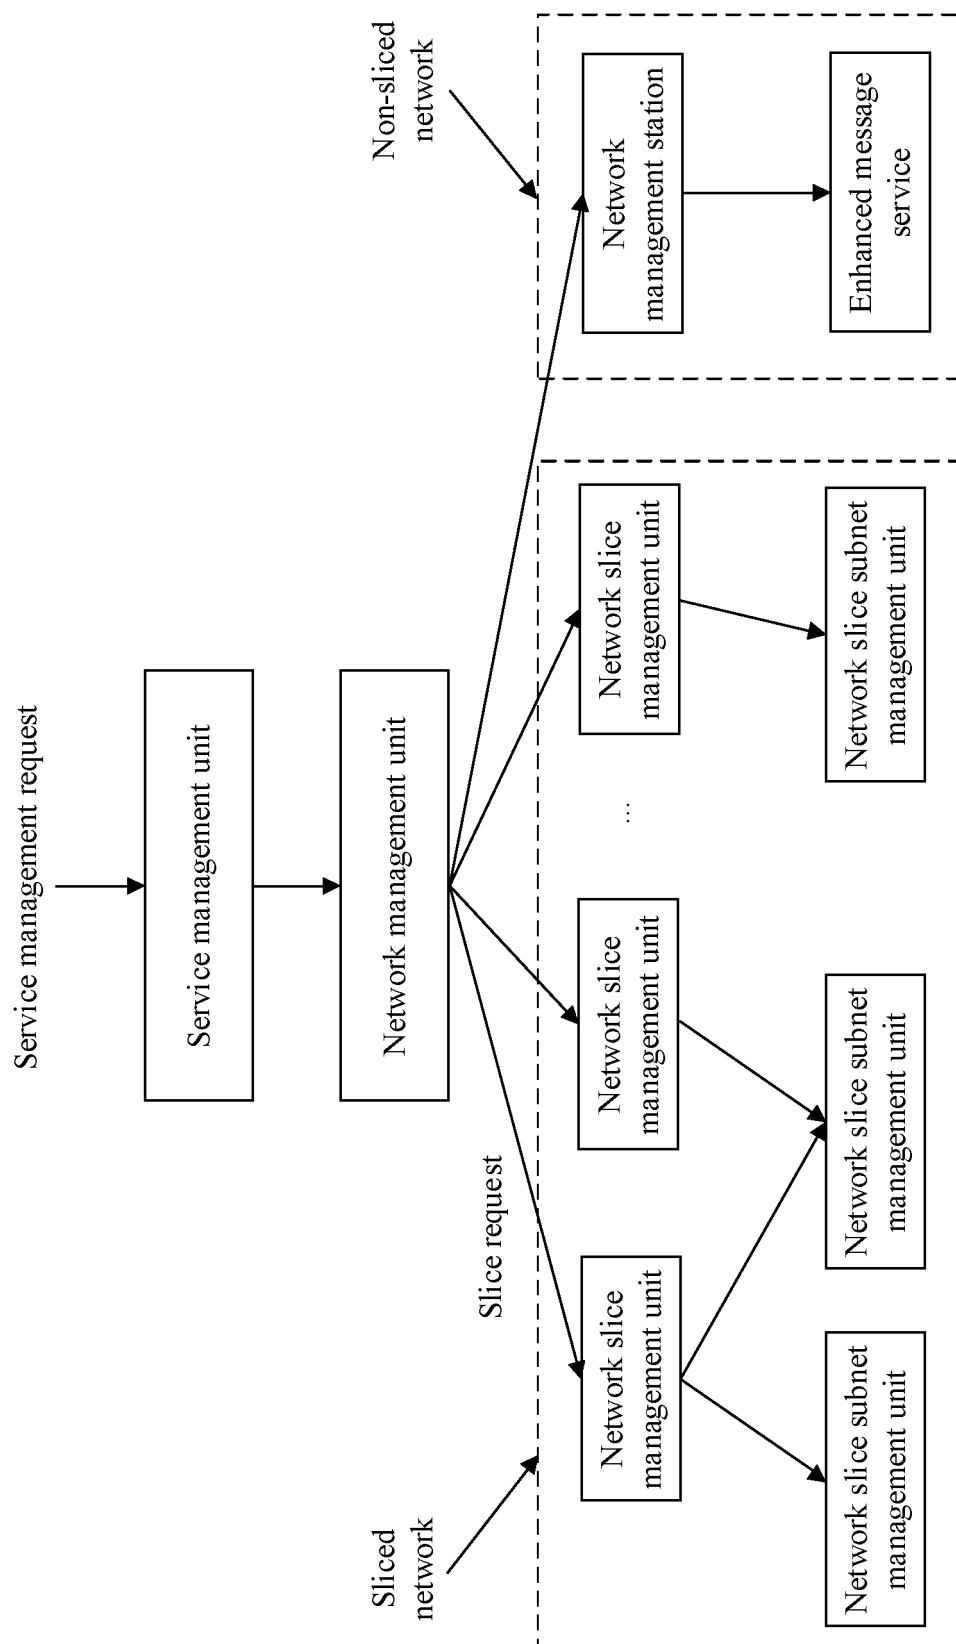 Service management request
Service management unit
Network management unit
Sliced
network
Slice request
Non-sliced
network
Network slice
management unit
Network slice
management unit
...
Network slice
management unit
Network
management station
Network slice subnet
management unit
Network slice subnet
management unit
Network slice subnet
management unit
Enhanced message
service